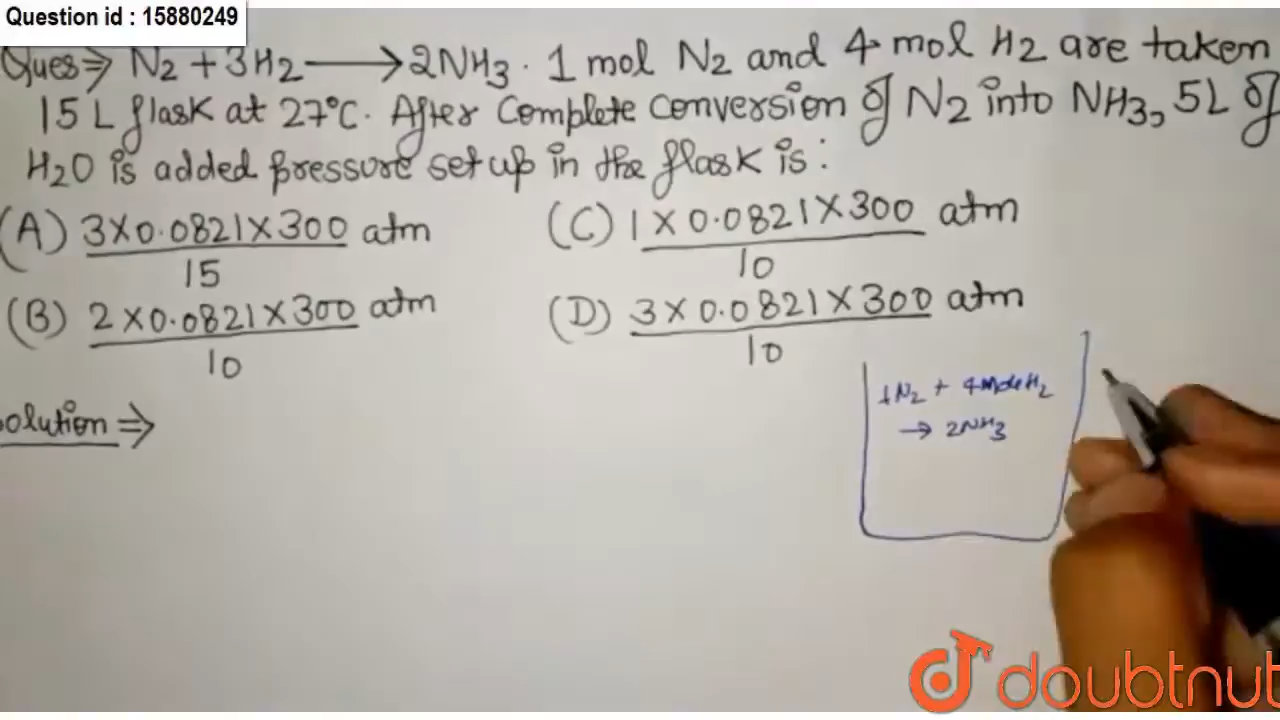 Question id : 15880249
Ques⇒ N2 + 3H2 ⟶ 2NH3. 1 mol N2 and 4 mol H2 are taken
15 L flask at 27°C. After complete conversion of N2 into NH3, 5L of
H2O is added pressure set up in the flask is :
(A) 3×0.0821×300 atm
15
(C) 1 × 0.0821×300 atm
10
(B) 2×0.0821×300 atm
10
(D) 3×0.0821×300 atm
10
1N2 + 4 mole H2
→ 2NH3
olution ⇒
doubtnut